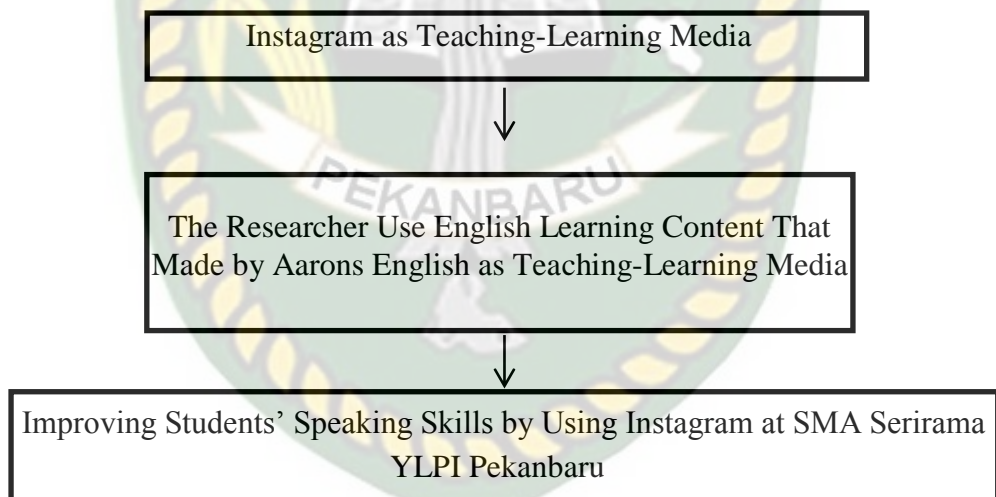 Instagram as Teaching-Learning Media
PEKANBARU
The Researcher Use English Learning Content That
Made by Aarons English as Teaching-Learning Media
Improving Students’ Speaking Skills by Using Instagram at SMA Serirama
YLPI Pekanbaru